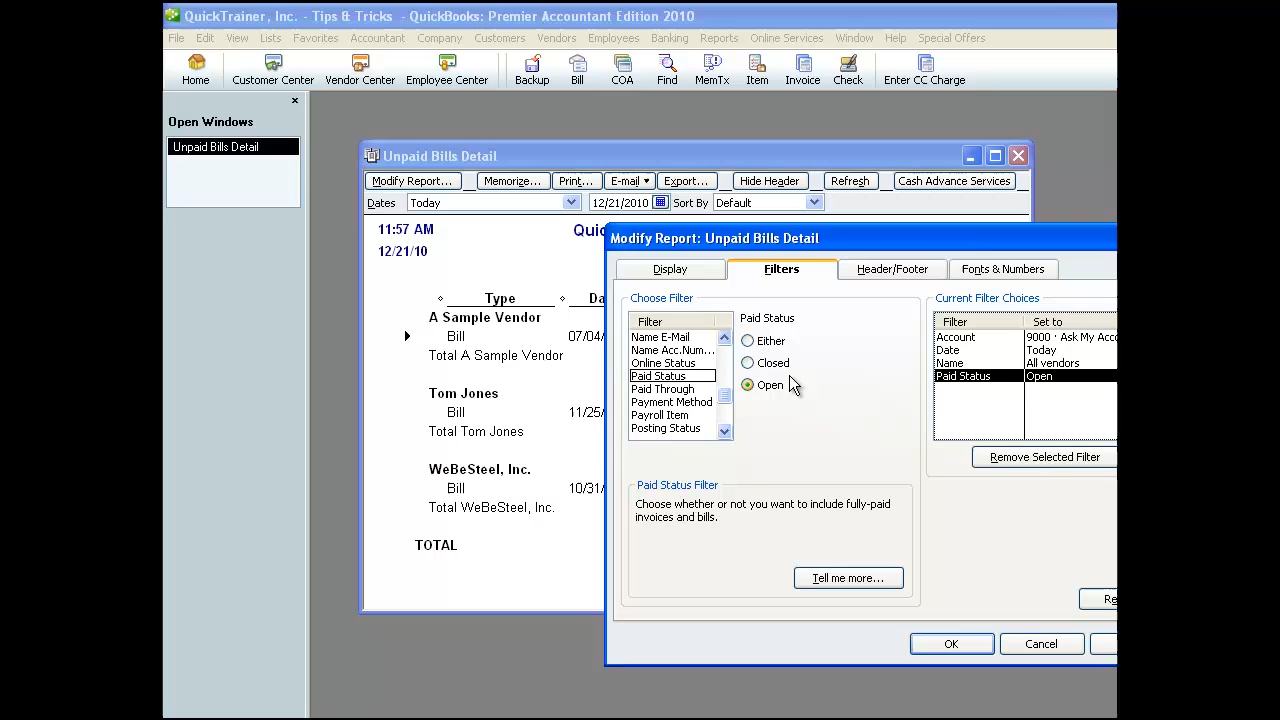 QuickTrainer, Inc. - Tips & Tricks - QuickBooks: Premier Accountant Edition 2010
File Edit View Lists Favorites Accountant Company Customers Vendors Employees Banking Reports Online Services Window Help Special Offers
Home Customer Center Vendor Center Employee Center Backup Bill COA Find MemTx Item Invoice Check Enter CC Charge
Open Windows
Unpaid Bills Detail
Unpaid Bills Detail
Modify Report... Memorize... Print... E-mail Export... Hide Header Refresh Cash Advance Services
Dates Today 12/21/2010 Sort By Default
11:57 AM
12/21/10
Type
A Sample Vendor
Bill 07/04/
Total A Sample Vendor
Tom Jones
Bill 11/25/
Total Tom Jones
WeBeSteel, Inc.
Bill 10/31/
Total WeBeSteel, Inc.
TOTAL
Modify Report: Unpaid Bills Detail
Display Filters Header/Footer Fonts & Numbers
Choose Filter
Filter
Name E-Mail
Name Acc.Num...
Online Status
Paid Status
Paid Through
Payment Method
Payroll Item
Posting Status
Paid Status
Either
Closed
Open
Paid Status Filter
Choose whether or not you want to include fully-paid
invoices and bills.
Tell me more...
Current Filter Choices
Filter Set to
Account 9000 · Ask My Acco
Date Today
Name All vendors
Paid Status Open
Remove Selected Filter
OK Cancel